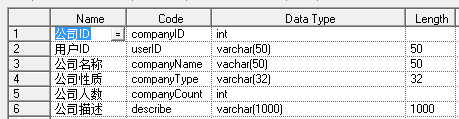 Name Code Data Type Length
1 公司ID = companyID int
2 用户ID userID varchar(50) 50
3 公司名称 companyName vachar(50) 50
4 公司性质 companyType varchar(32) 32
5 公司人数 companyCount int
6 公司描述 describe varchar(1000) 1000